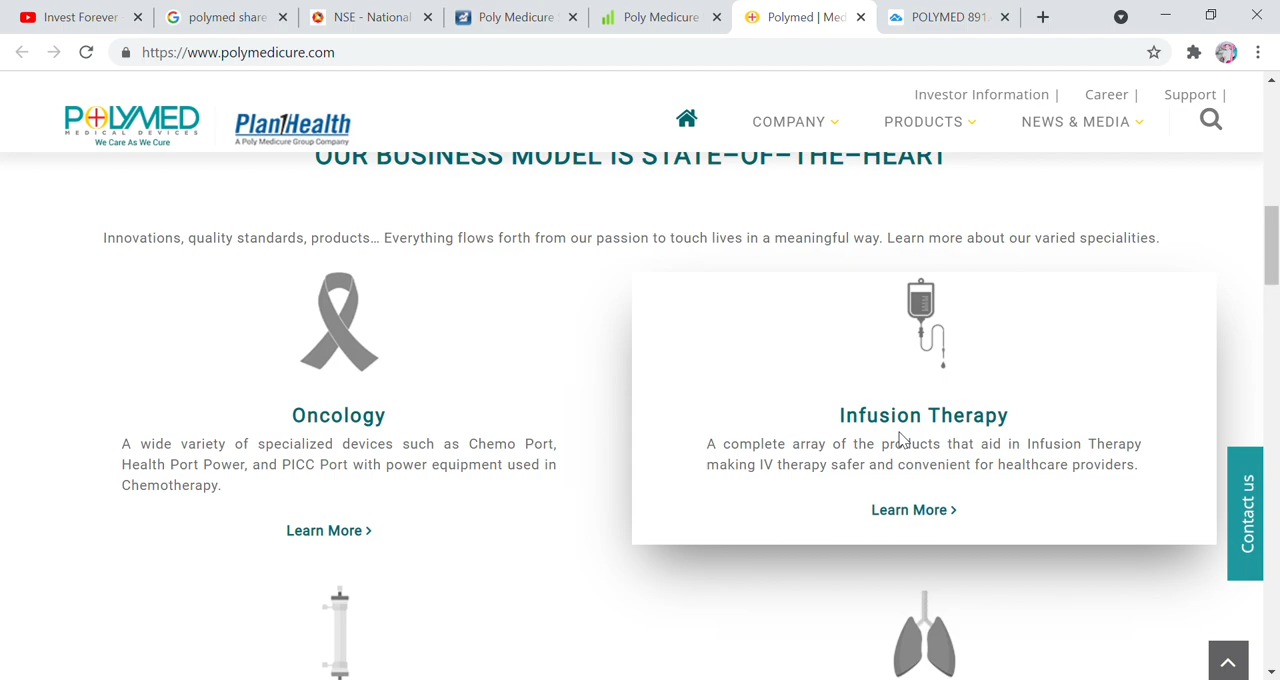 Invest Forever
polymed share
NSE - National
Poly Medicure
Poly Medicure
Polymed | Med
POLYMED 891.
https://www.polymedicure.com
Investor Information |
Career |
Support |
POLYMED
MEDICAL DEVICES
We Care As We Cure
Plan1Health
A Poly Medicure Group Company
COMPANY
PRODUCTS
NEWS & MEDIA
OUR BUSINESS MODEL IS STATE-OF-THE-HEART
Innovations, quality standards, products... Everything flows forth from our passion to touch lives in a meaningful way. Learn more about our varied specialities.
Oncology
A wide variety of specialized devices such as Chemo Port,
Health Port Power, and PICC Port with power equipment used in
Chemotherapy.
Learn More >
Infusion Therapy
A complete array of the products that aid in Infusion Therapy
making IV therapy safer and convenient for healthcare providers.
Learn More >
Contact us